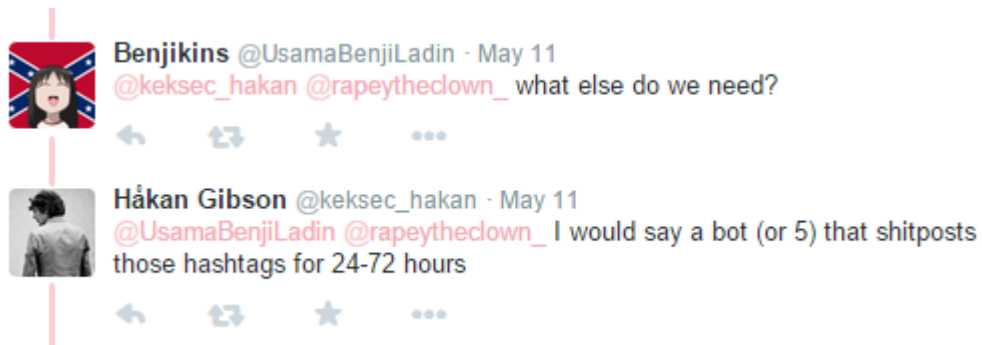 Benjikins @UsamaBenjiLadin · May 11
@keksec_hakan @rapeytheclown_ what else do we need?
Håkan Gibson @keksec_hakan · May 11
@UsamaBenjiLadin @rapeytheclown_ I would say a bot (or 5) that shitposts
those hashtags for 24-72 hours